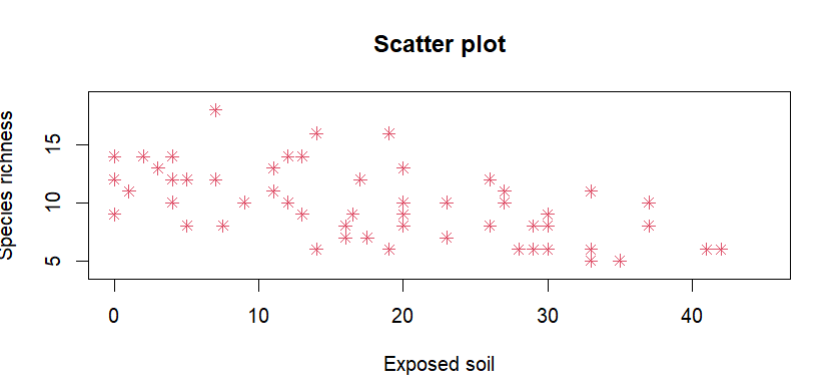 Scatter plot
Species richness
15
10
5
0 10 20 30 40
Exposed soil